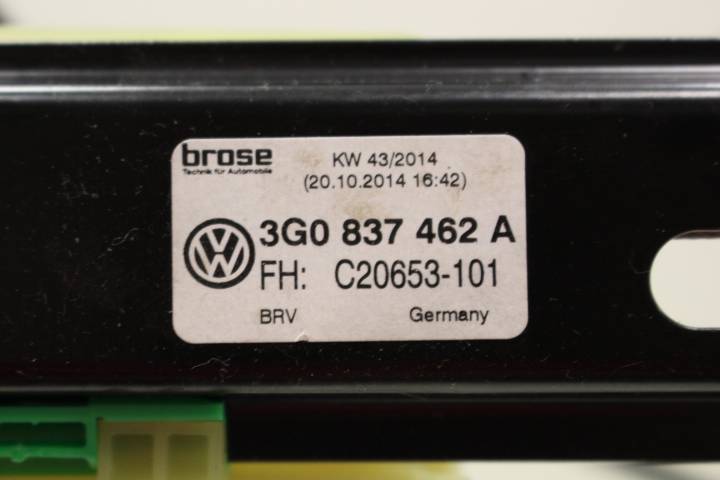 brose
Technik für Automobile
KW 43/2014
(20.10.2014 16:42)
3G0 837 462 A
FH: C20653-101
BRV Germany